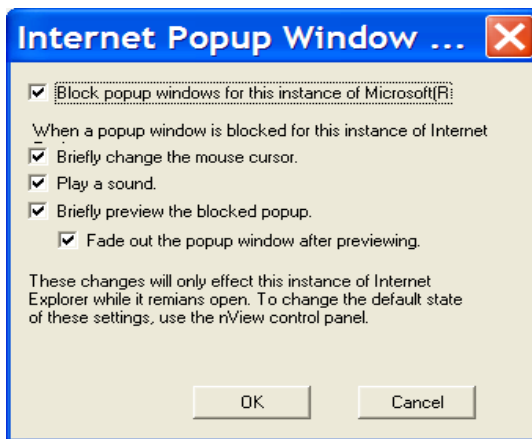 Internet Popup Window ...
Block popup windows for this instance of Microsoft(R
When a popup window is blocked for this instance of Internet
Briefly change the mouse cursor.
Play a sound.
Briefly preview the blocked popup.
Fade out the popup window after previewing.
These changes will only effect this instance of Internet
Explorer while it remians open. To change the default state
of these settings, use the nView control panel.
OK
Cancel